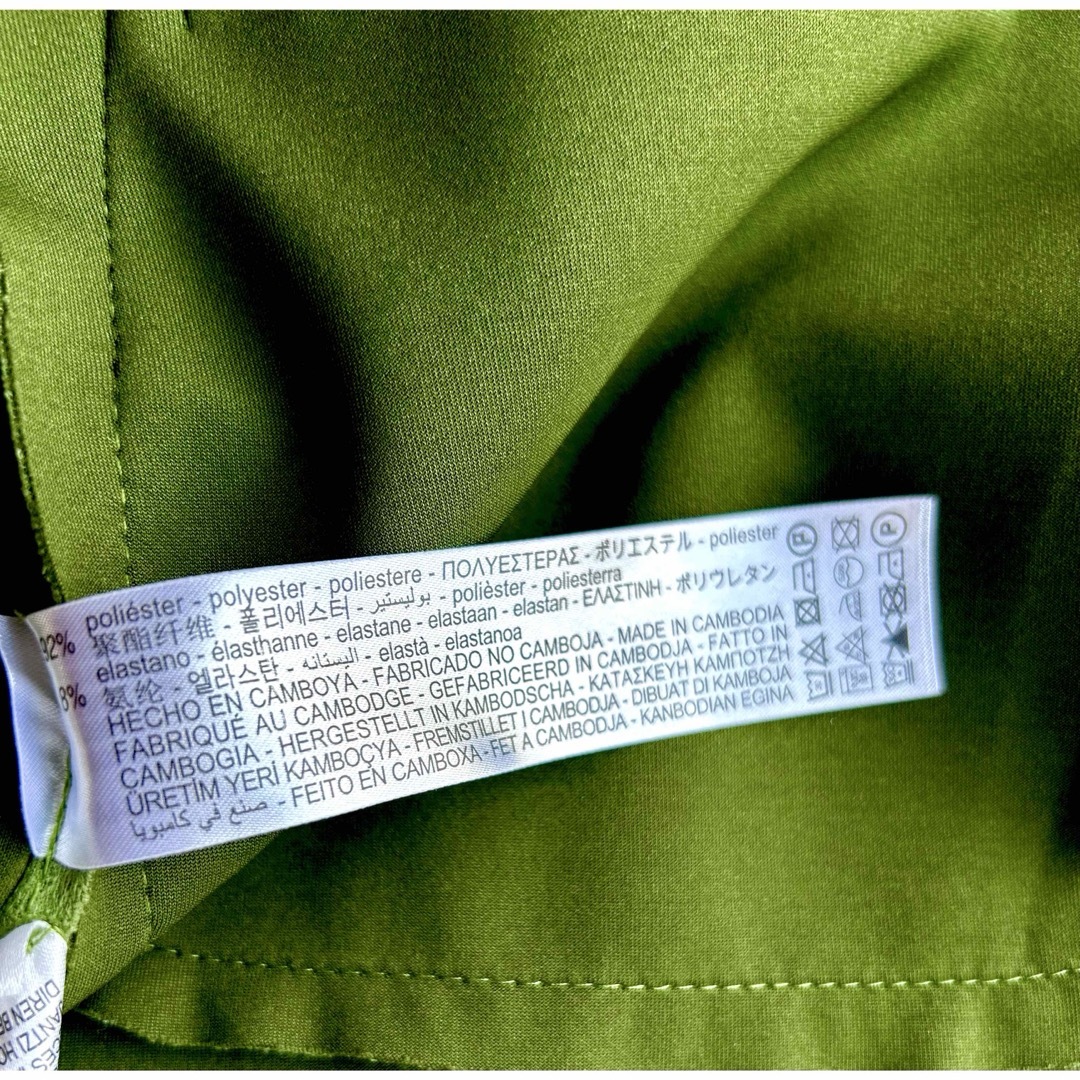 poliéster - polyester - poliestere - ΠΟΛΥΕΣΤΕΡΑΣ - ポリエステル - poliester
92% 聚酯纤维 - 폴리에스터 - بوليستير - polièster - poliesterra
elastano - élasthanne - elastane - elastaan - elastan - ΕΛΑΣΤΙΝΗ - ポリウレタン
8% 氨纶 - 엘라스탄 - اليستانه - elastà - elastanoa
HECHO EN CAMBOYA - FABRICADO NO CAMBOJA - MADE IN CAMBODIA
FABRIQUÉ AU CAMBODGE - GEFABRICEERD IN CAMBODJA - FATTO IN
CAMBOGIA - HERGESTELLT IN KAMBODSCHA - ΚΑΤΑΣΚΕΥΗ ΚΑΜΠΟΤΖΗ
ÜRETİM YERİ KAMBOÇYA - FREMSTILLET I CAMBODJA - DIBUAT DI KAMBOJA
صنع في كامبوديا - FEITO EN CAMBOXA - FET A CAMBODJA - KANBODIAN EGINA
P
P
DIREN